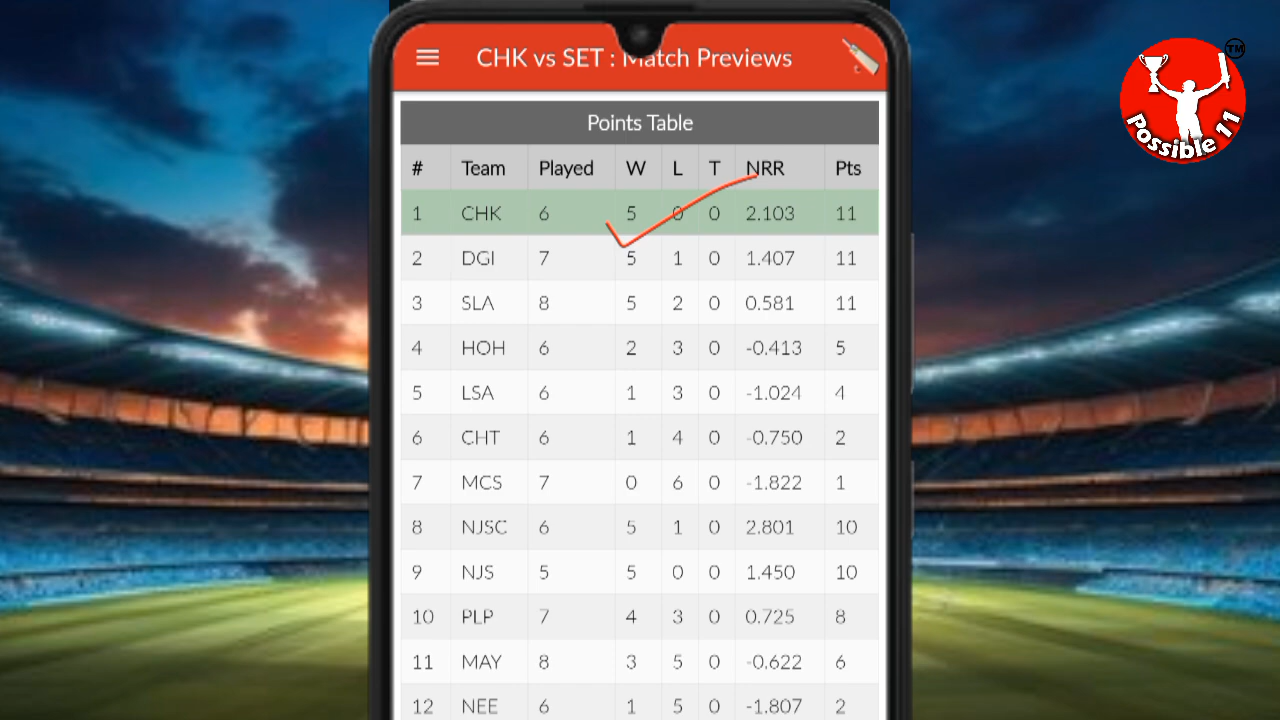 CHK vs SET : Match Previews
TM
Possible 11
Points Table
# Team Played W L T NRR Pts
1 CHK 6 5 0 0 2.103 11
2 DGI 7 5 1 0 1.407 11
3 SLA 8 5 2 0 0.581 11
4 HOH 6 2 3 0 -0.413 5
5 LSA 6 1 3 0 -1.024 4
6 CHT 6 1 4 0 -0.750 2
7 MCS 7 0 6 0 -1.822 1
8 NJSC 6 5 1 0 2.801 10
9 NJS 5 5 0 0 1.450 10
10 PLP 7 4 3 0 0.725 8
11 MAY 8 3 5 0 -0.622 6
12 NEE 6 1 5 0 -1.807 2